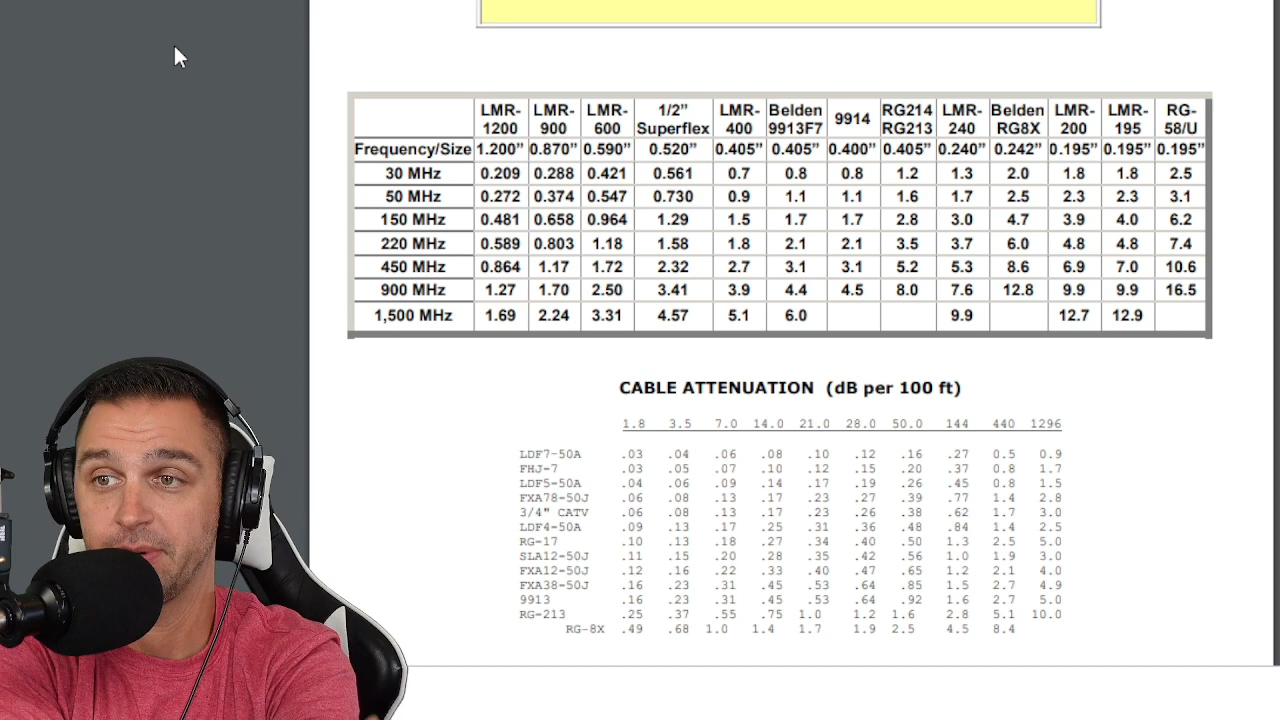 LMR-1200 LMR-900 LMR-600 1/2” Superflex LMR-400 Belden 9913F7 9914 RG214 RG213 LMR-240 Belden RG8X LMR-200 LMR-195 RG-58/U
Frequency/Size 1.200” 0.870” 0.590” 0.520” 0.405” 0.405” 0.400” 0.405” 0.240” 0.242” 0.195” 0.195” 0.195”
30 MHz 0.209 0.288 0.421 0.561 0.7 0.8 0.8 1.2 1.3 2.0 1.8 1.8 2.5
50 MHz 0.272 0.374 0.547 0.730 0.9 1.1 1.1 1.6 1.7 2.5 2.3 2.3 3.1
150 MHz 0.481 0.658 0.964 1.29 1.5 1.7 1.7 2.8 3.0 4.7 3.9 4.0 6.2
220 MHz 0.589 0.803 1.18 1.58 1.8 2.1 2.1 3.5 3.7 6.0 4.8 4.8 7.4
450 MHz 0.864 1.17 1.72 2.32 2.7 3.1 3.1 5.2 5.3 8.6 6.9 7.0 10.6
900 MHz 1.27 1.70 2.50 3.41 3.9 4.4 4.5 8.0 7.6 12.8 9.9 9.9 16.5
1,500 MHz 1.69 2.24 3.31 4.57 5.1 6.0 9.9 12.7 12.9
CABLE ATTENUATION (dB per 100 ft)
1.8 3.5 7.0 14.0 21.0 28.0 50.0 144 440 1296
LDF7-50A .03 .04 .06 .08 .10 .12 .16 .27 0.5 0.9
FHJ-7 .03 .05 .07 .10 .12 .15 .20 .37 0.8 1.7
LDF5-50A .04 .06 .09 .14 .17 .19 .26 .45 0.8 1.5
FXA78-50J .06 .08 .13 .17 .23 .27 .39 .77 1.4 2.8
3/4" CATV .06 .08 .13 .17 .23 .26 .38 .62 1.7 3.0
LDF4-50A .09 .13 .17 .25 .31 .36 .48 .84 1.4 2.5
RG-17 .10 .13 .18 .27 .34 .40 .50 1.3 2.5 5.0
SLA12-50J .11 .15 .20 .28 .35 .42 .56 1.0 1.9 3.0
FXA12-50J .12 .16 .22 .33 .40 .47 .65 1.2 2.1 4.0
FXA38-50J .16 .23 .31 .45 .53 .64 .85 1.5 2.7 4.9
9913 .16 .23 .31 .45 .53 .64 .92 1.6 2.7 5.0
RG-213 .25 .37 .55 .75 1.0 1.2 1.6 2.8 5.1 10.0
RG-8X .49 .68 1.0 1.4 1.7 1.9 2.5 4.5 8.4